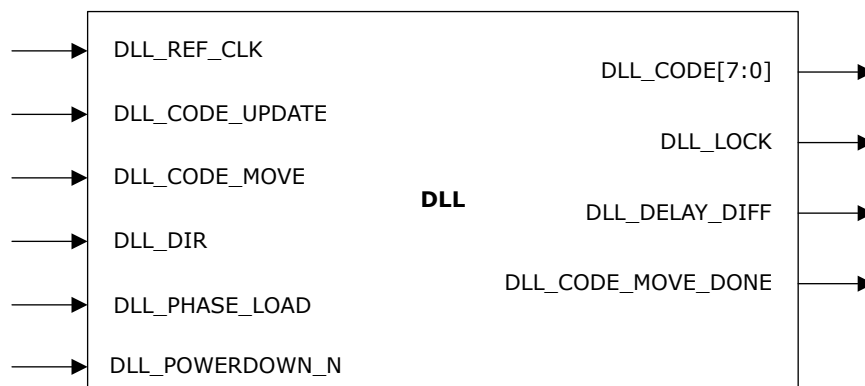 DLL_REF_CLK
DLL_CODE_UPDATE
DLL_CODE_MOVE
DLL_DIR
DLL_PHASE_LOAD
DLL_POWERDOWN_N
DLL
DLL_CODE[7:0]
DLL_LOCK
DLL_DELAY_DIFF
DLL_CODE_MOVE_DONE